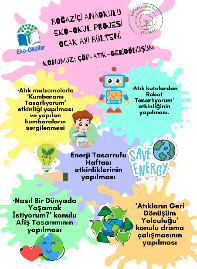 BOĞAZİÇİ ANAOKULU
EKO-OKUL PROJESİ
OCAK AYI BÜLTENİ
KONUMUZ: ÇÖP-ATIK-GERİDÖNÜŞÜM
EKO-OKULLAR
•Atık malzemelerle
'Kumbaramı
Tasarlıyorum'
etkinliği yapılması
ve yapılan
kumbaraların
sergilenmesi
•Atık kutulardan
'Robot
Tasarlıyorum'
etkinliğinin
yapılması.
Enerji Tasarrufu
Haftası
etkinliklerinin
yapılması
SAVE
ENERGY
•'Nasıl Bir Dünyada
Yaşamak
İstiyorum?' konulu
Afiş Tasarımının
yapılması
'Atıkların Geri
Dönüşüm
Yolculuğu'
konulu drama
çalışmasının
yapılması